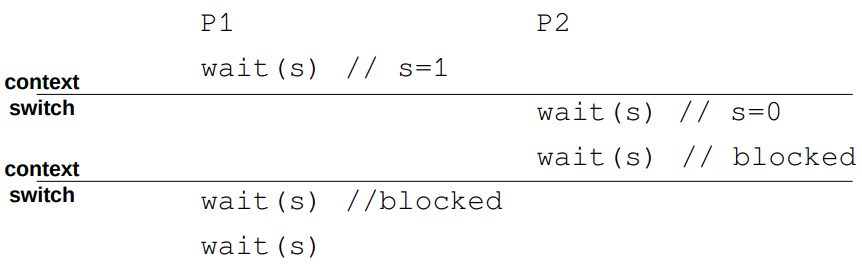 P1 P2
wait(s) // s=1
context
switch
wait(s) // s=0
wait(s) // blocked
context
switch
wait(s) //blocked
wait(s)